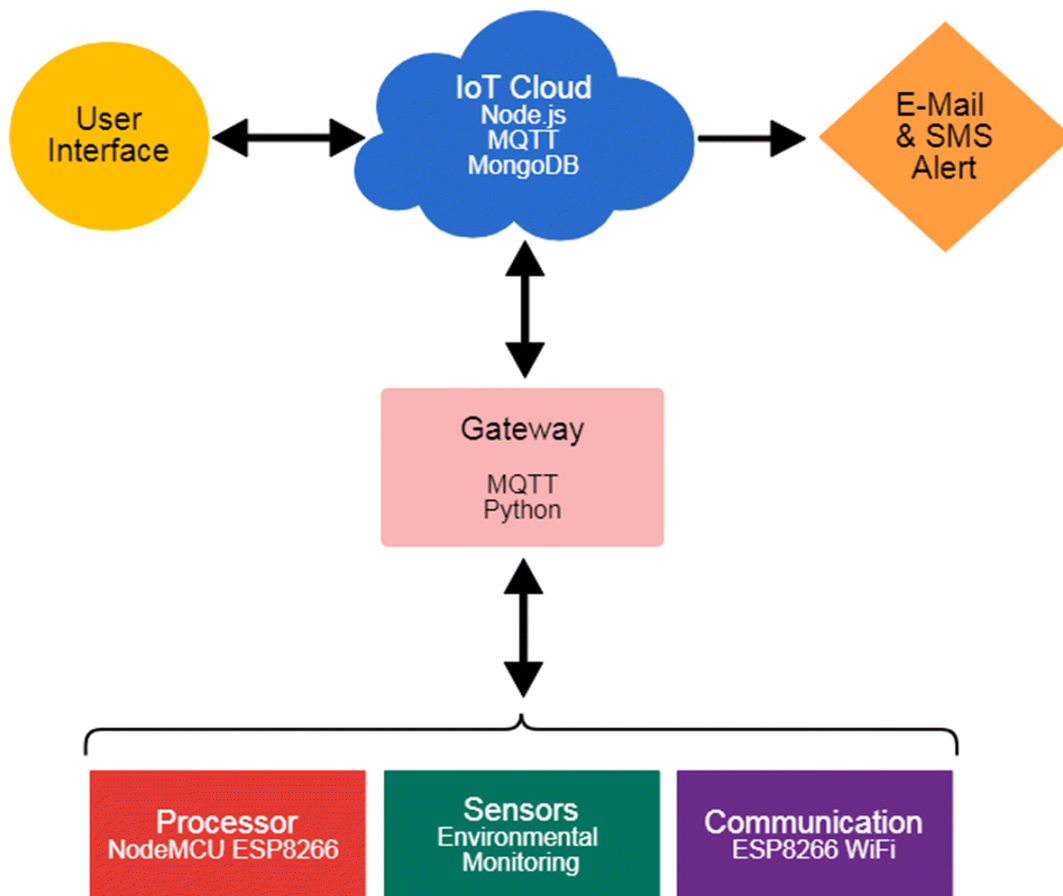 User
Interface
IoT Cloud
Node.js
MQTT
MongoDB
E-Mail
& SMS
Alert
Gateway
MQTT
Python
Processor
NodeMCU ESP8266
Sensors
Environmental
Monitoring
Communication
ESP8266 WiFi